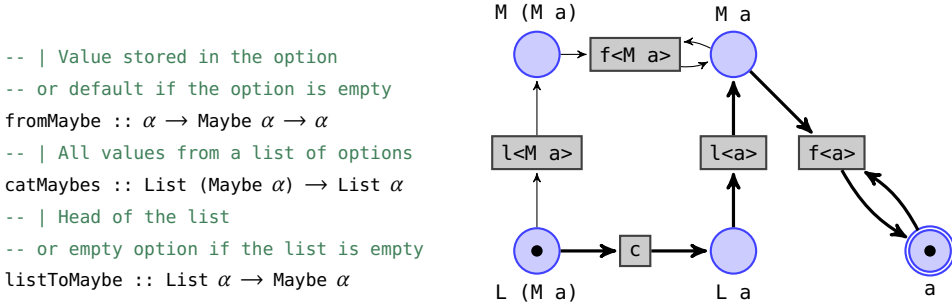 -- | Value stored in the option
-- or default if the option is empty
fromMaybe :: α → Maybe α → α
-- | All values from a list of options
catMaybes :: List (Maybe α) → List α
-- | Head of the list
-- or empty option if the list is empty
listToMaybe :: List α → Maybe α
M (M a)
M a
f<M a>
l<M a>
l<a>
f<a>
c
L (M a)
L a
a